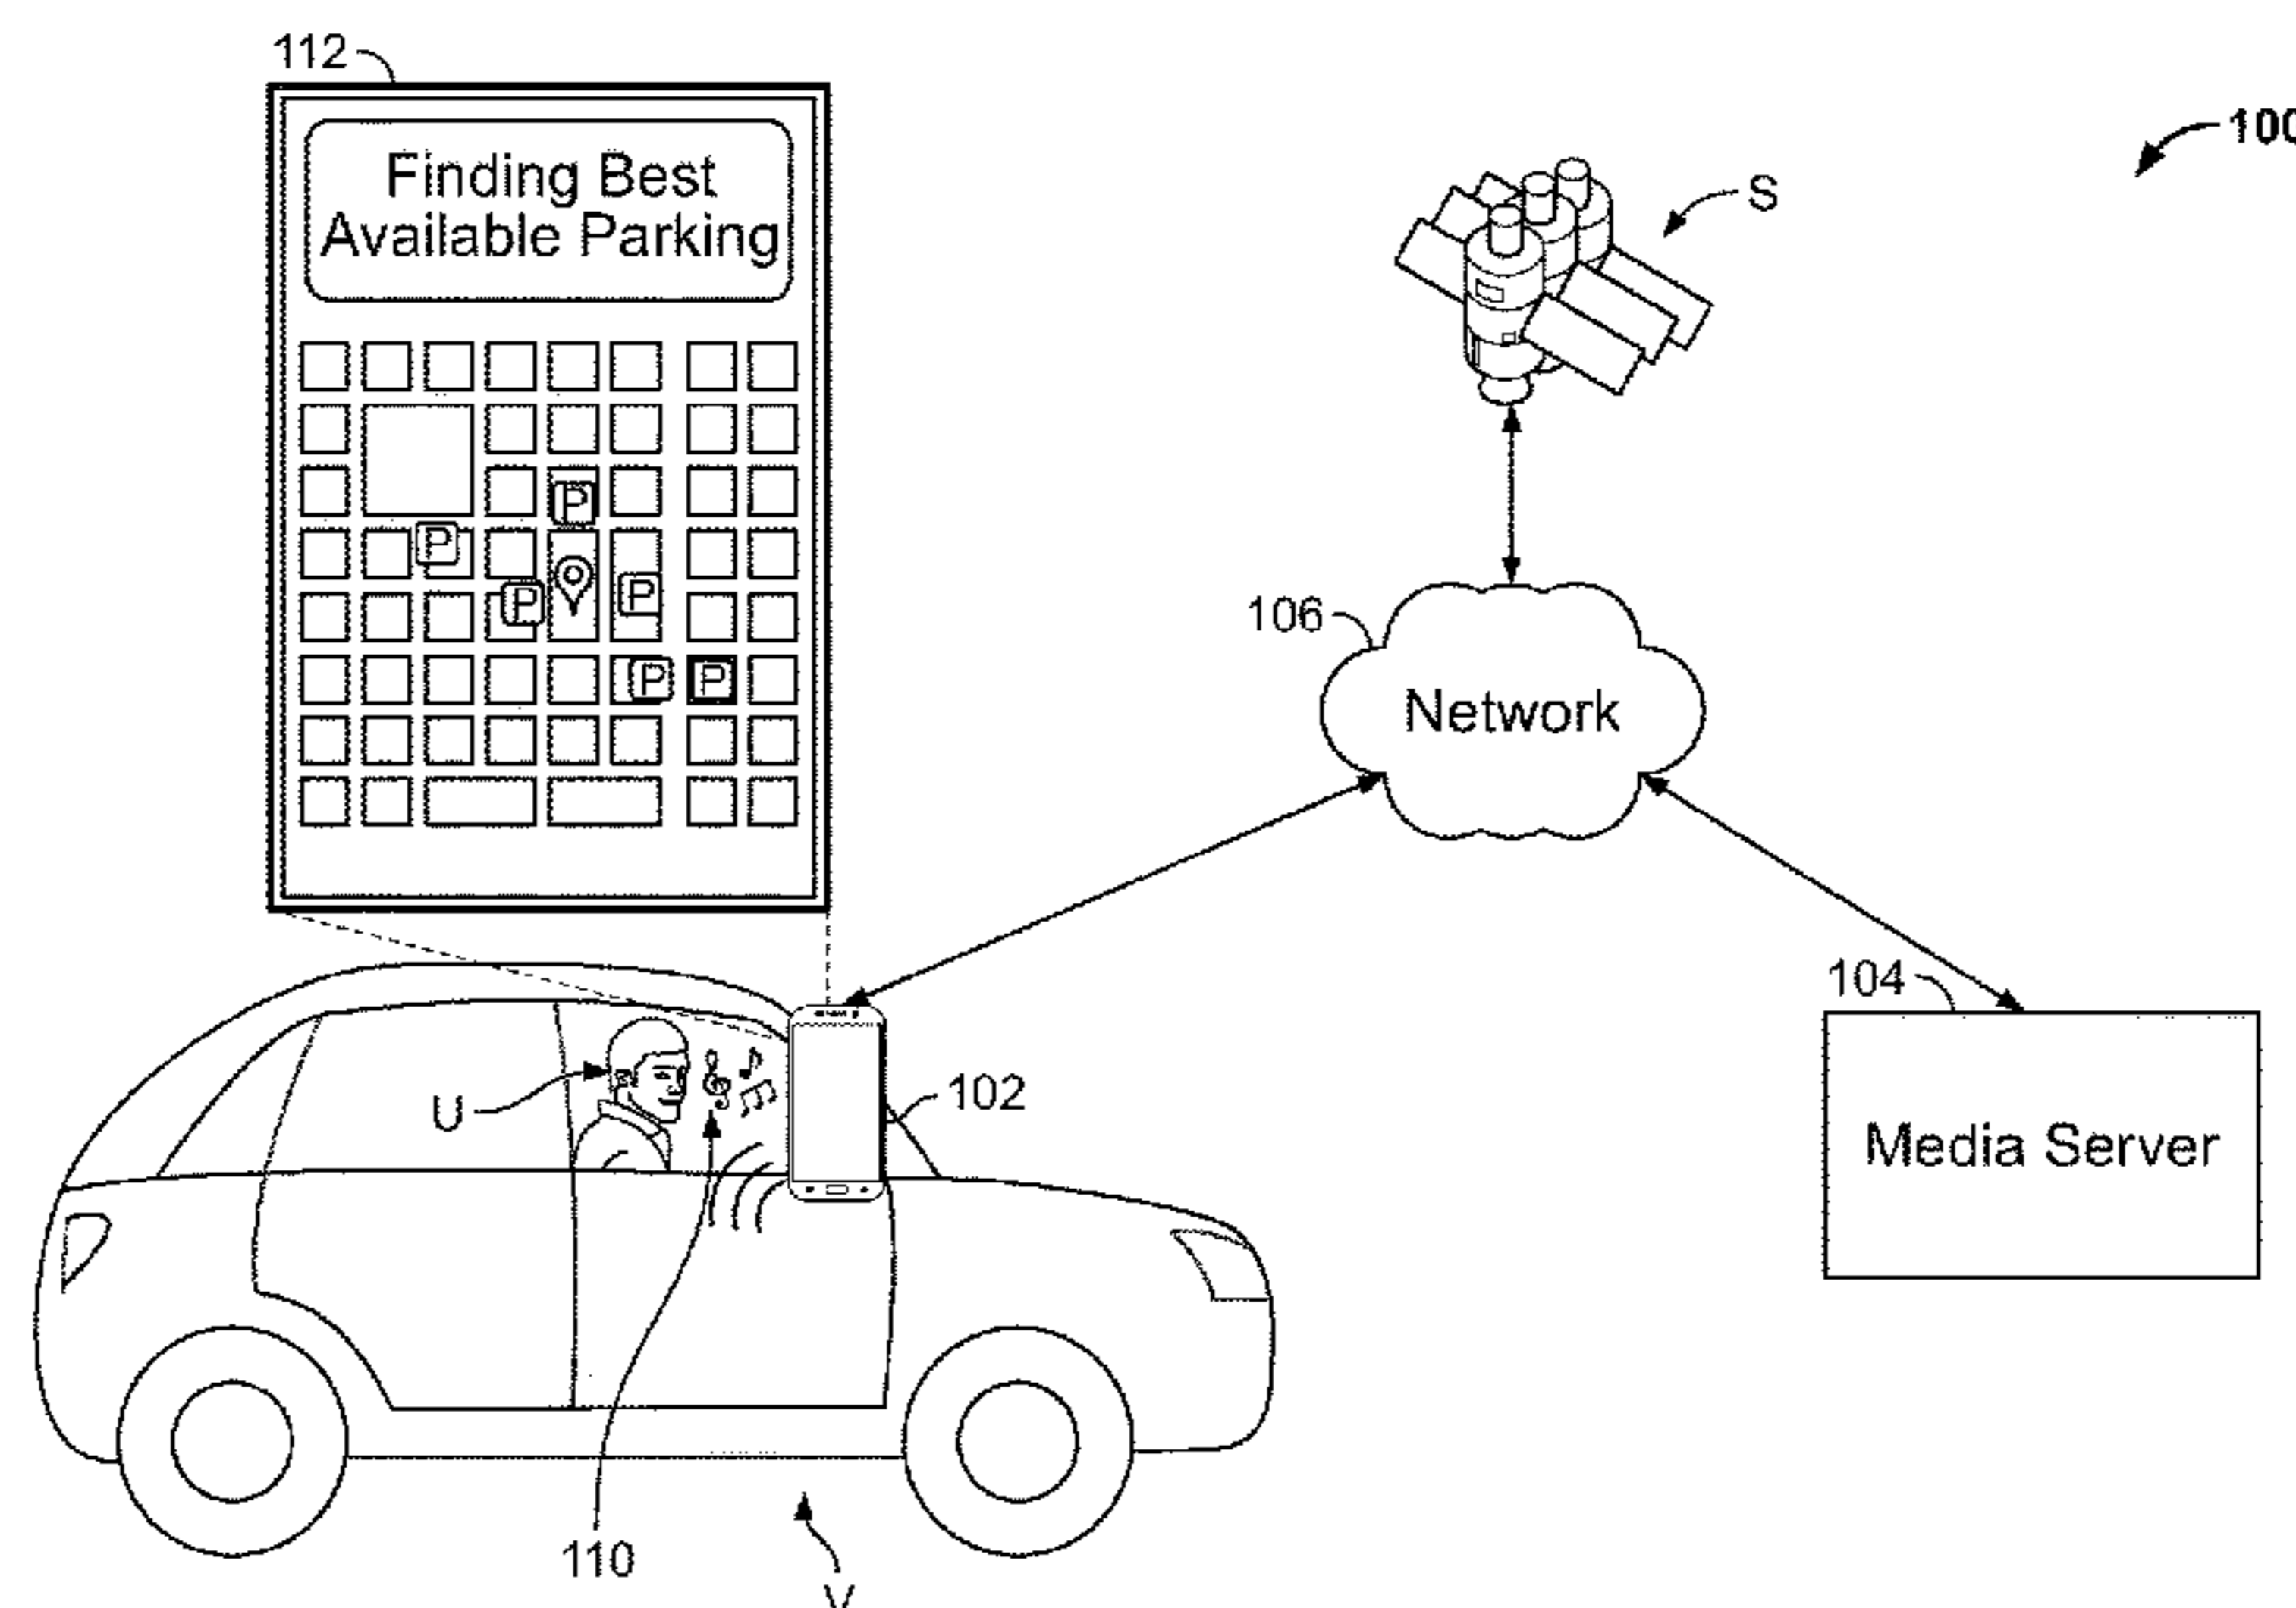 112
Finding Best
Available Parking
P
P
P
P
P
P
100
S
106
Network
104
Media Server
U
102
110
V